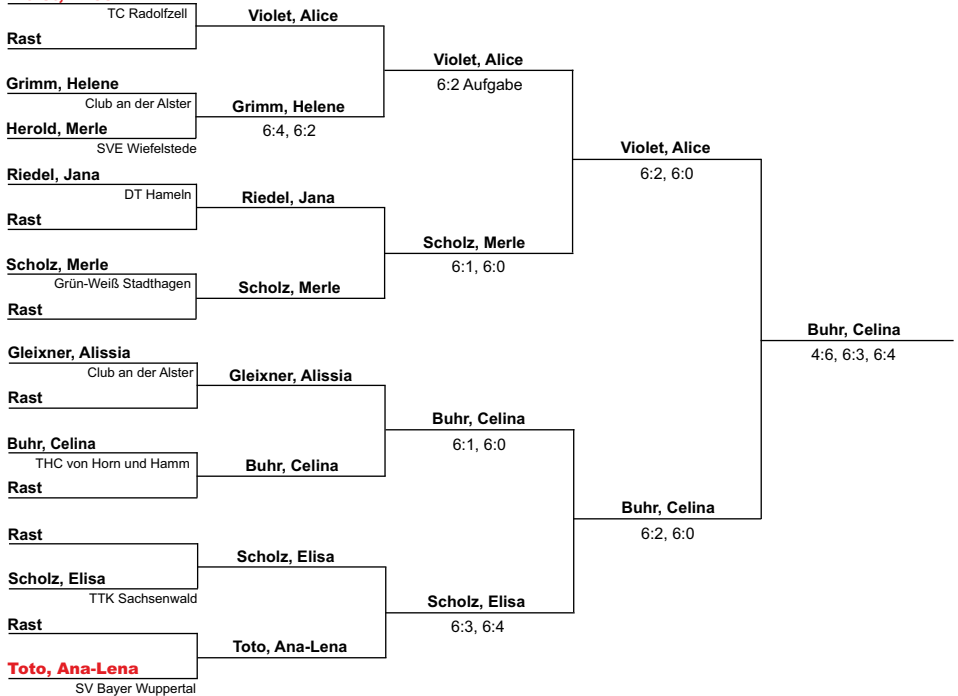 TC Radolfzell
Rast
Grimm, Helene
Club an der Alster
Herold, Merle
SVE Wiefelstede
Riedel, Jana
DT Hameln
Rast
Scholz, Merle
Grün-Weiß Stadthagen
Rast
Gleixner, Alissia
Club an der Alster
Rast
Buhr, Celina
THC von Horn und Hamm
Rast
Rast
Scholz, Elisa
TTK Sachsenwald
Rast
Toto, Ana-Lena
SV Bayer Wuppertal
Violet, Alice
Grimm, Helene
6:4, 6:2
Riedel, Jana
Scholz, Merle
Gleixner, Alissia
Buhr, Celina
Scholz, Elisa
Toto, Ana-Lena
Violet, Alice
6:2 Aufgabe
Scholz, Merle
6:1, 6:0
Buhr, Celina
6:1, 6:0
Scholz, Elisa
6:3, 6:4
Violet, Alice
6:2, 6:0
Buhr, Celina
6:2, 6:0
Buhr, Celina
4:6, 6:3, 6:4